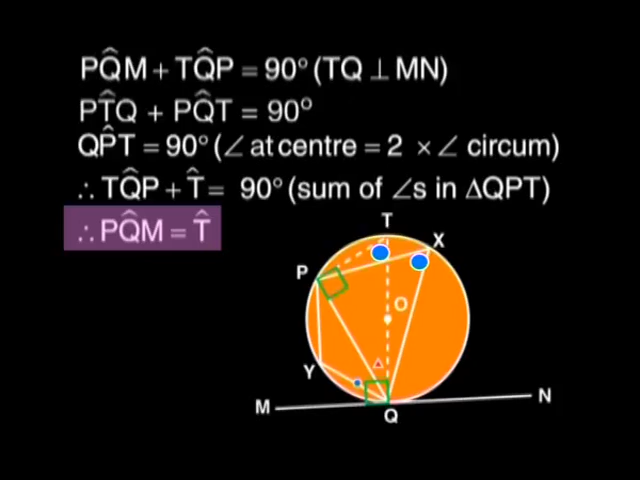 PQ̂M + TQ̂P = 90° (TQ ⊥ MN)
PT̂Q + PQ̂T = 90°
QP̂T = 90° (∠ at centre = 2 × ∠ circum)
∴ TQ̂P + T̂ = 90° (sum of ∠s in ΔQPT)
∴ PQ̂M = T̂
T
X
P
O
Y
M
N
Q